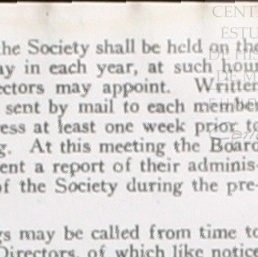 the Society shall be held on the
ay in each year, at such hour
ectors may appoint. Written
sent by mail to each member
ess at least one week prior to
g. At this meeting the Board
ent a report of their adminis-
of the Society during the pre-
gs may be called from time to
Directors, of which like notice
CENT
ESTU